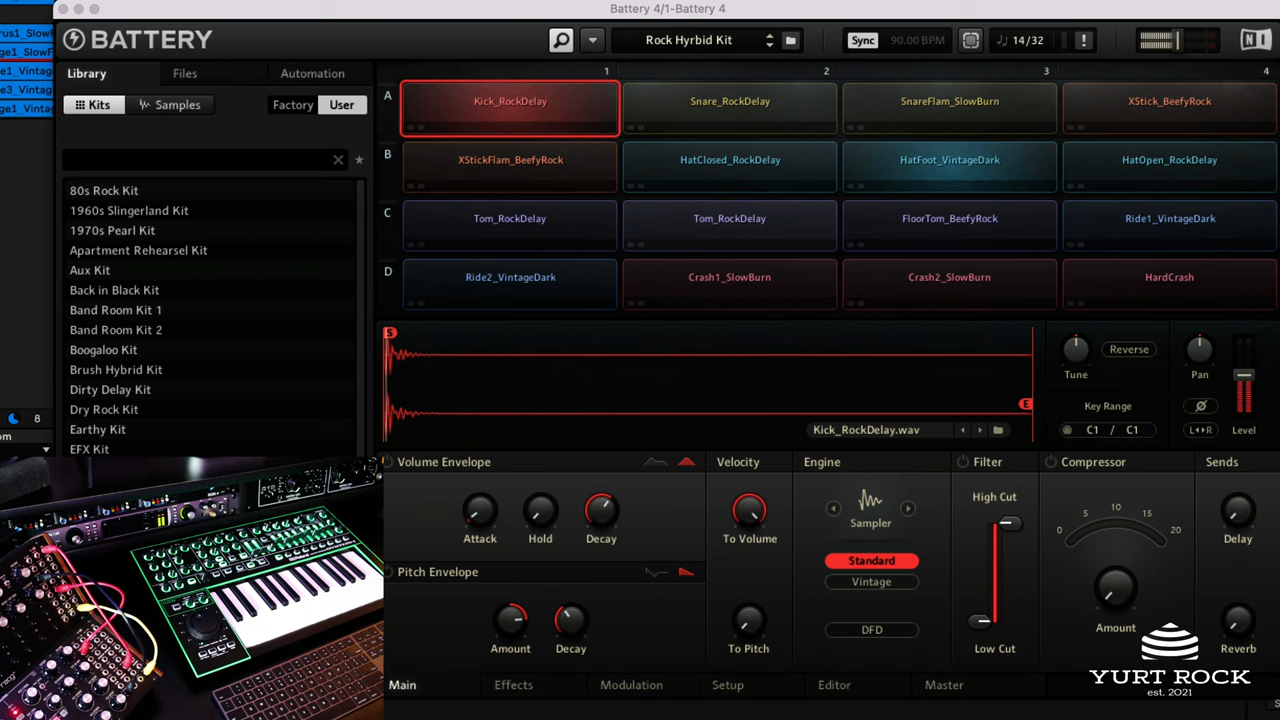 Battery 4/1-Battery 4
BATTERY
Rock Hyrbid Kit
Sync 90.00 BPM
14/32
!
NI
Library Files Automation
Kits Samples Factory User
80s Rock Kit
1960s Slingerland Kit
1970s Pearl Kit
Apartment Rehearsel Kit
Aux Kit
Back in Black Kit
Band Room Kit 1
Band Room Kit 2
Boogaloo Kit
Brush Hybrid Kit
Dirty Delay Kit
Dry Rock Kit
Earthy Kit
EFX Kit
1 2 3 4
A Kick_RockDelay Snare_RockDelay SnareFlam_SlowBurn XStick_BeefyRock
B XStickFlam_BeefyRock HatClosed_RockDelay HatFoot_VintageDark HatOpen_RockDelay
C Tom_RockDelay Tom_RockDelay FloorTom_BeefyRock Ride1_VintageDark
D Ride2_VintageDark Crash1_SlowBurn Crash2_SlowBurn HardCrash
S
E
Kick_RockDelay.wav
Tune Reverse Pan
Key Range
C1 / C1
Level
Volume Envelope
Attack Hold Decay
Pitch Envelope
Amount Decay
Velocity
To Volume
To Pitch
Engine
Sampler
Standard
Vintage
DFD
Filter
High Cut
Low Cut
Compressor
0 5 10 15 20
Amount
Sends
Delay
Reverb
Main Effects Modulation Setup Editor Master
8
YURT ROCK
est. 2021